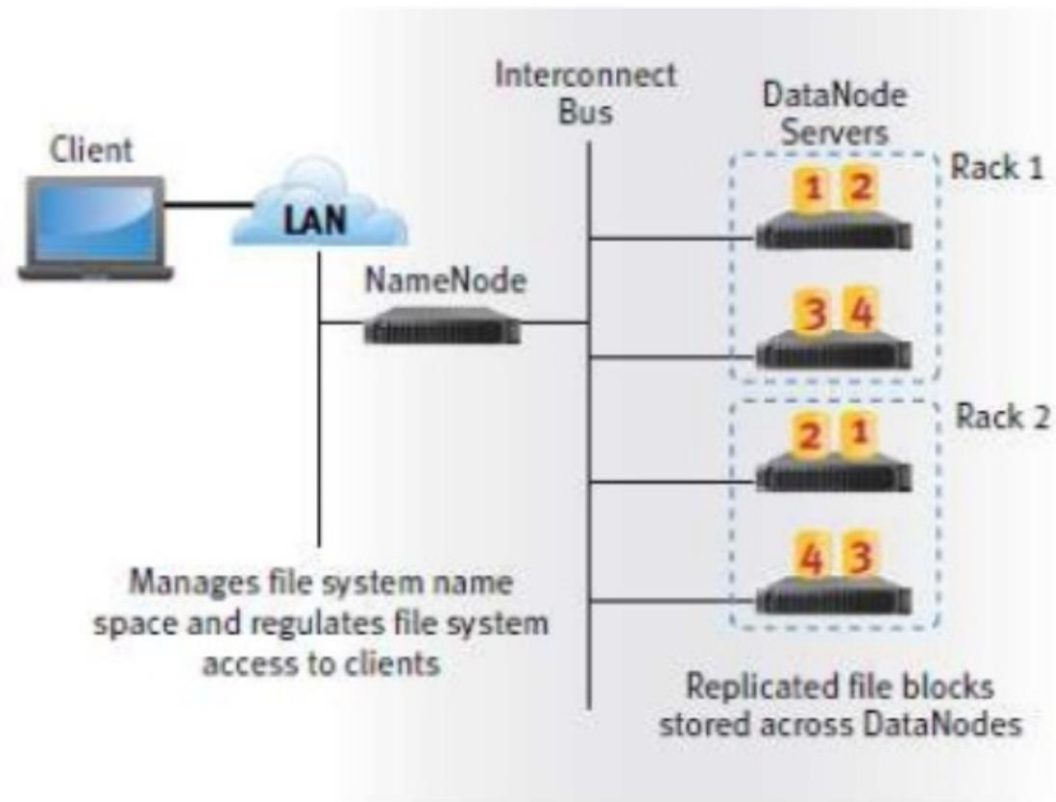 Interconnect
Bus
DataNode
Servers
Client
Rack 1
1 2
LAN
NameNode
3 4
Rack 2
2 1
4 3
Manages file system name
space and regulates file system
access to clients
Replicated file blocks
stored across DataNodes